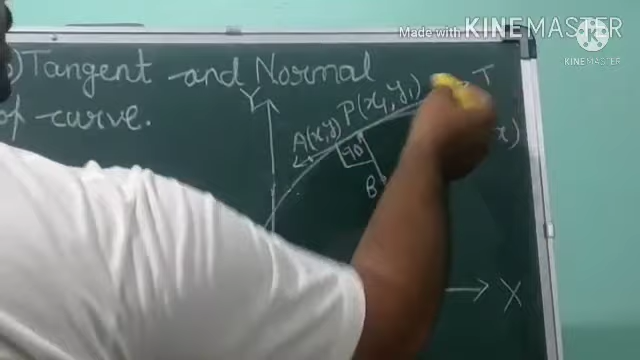 Made with KINEMASTER
KINEMASTER
Tangent and Normal
of curve.
Y
A(x,y)
P(x₁,y₁)
T
x)
90°
B
X